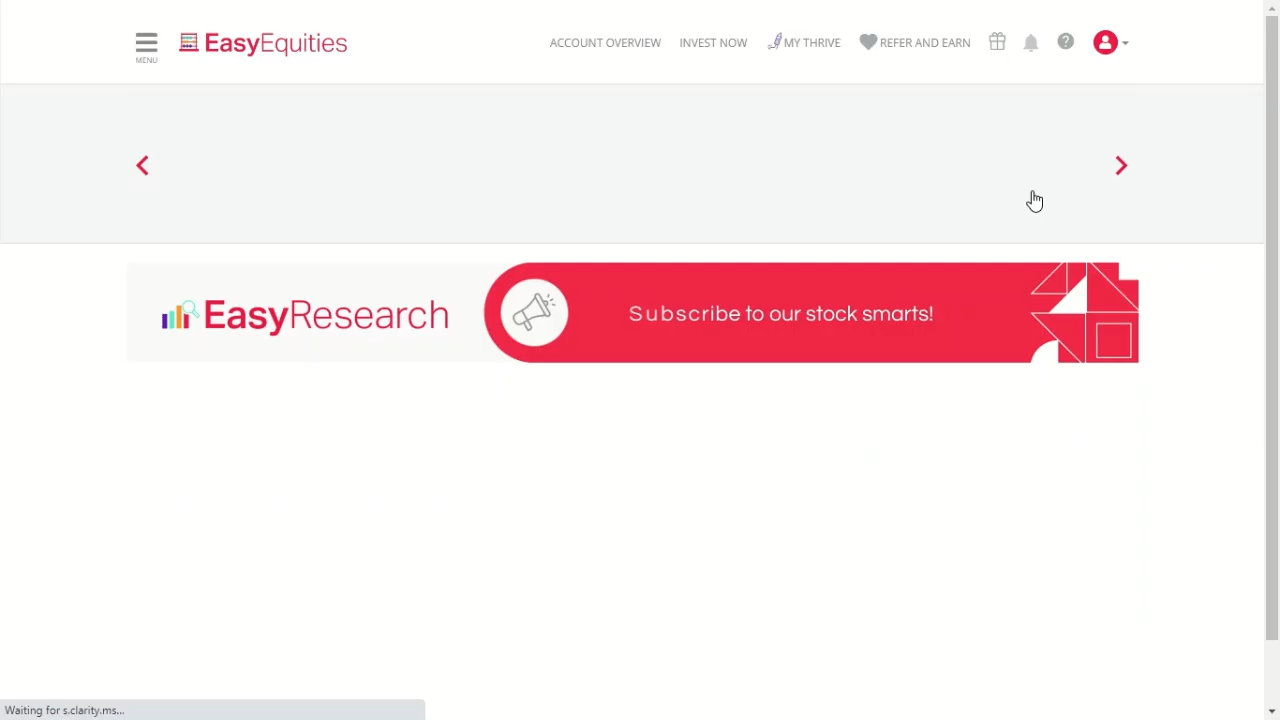 MENU
EasyEquities
ACCOUNT OVERVIEW INVEST NOW MY THRIVE REFER AND EARN ?
EasyResearch
Subscribe to our stock smarts!
Waiting for s.clarity.ms...